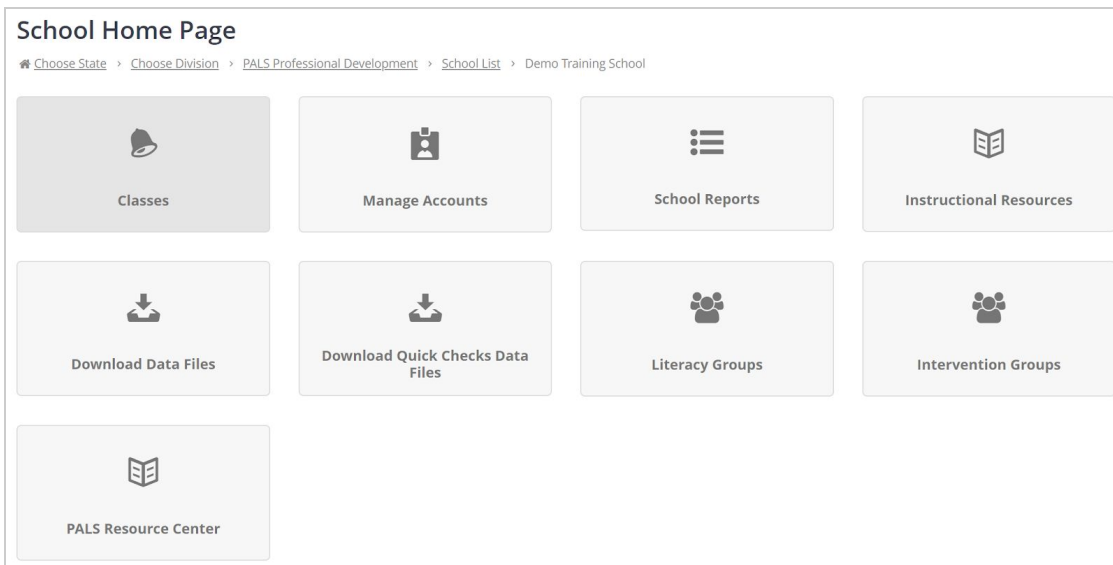 School Home Page
Choose State › Choose Division › PALS Professional Development › School List › Demo Training School
Classes
Manage Accounts
School Reports
Instructional Resources
Download Data Files
Download Quick Checks Data
Files
Literacy Groups
Intervention Groups
PALS Resource Center